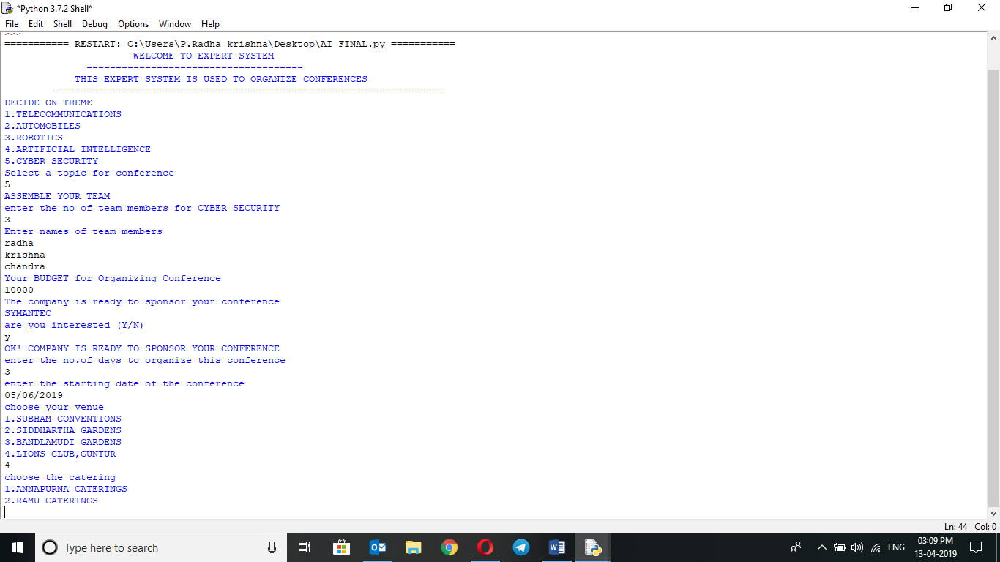 *Python 3.7.2 Shell*
File Edit Shell Debug Options Window Help
>>>
=========== RESTART: C:\Users\P.Radha krishna\Desktop\AI FINAL.py ===========
WELCOME TO EXPERT SYSTEM
-------------------------------------
THIS EXPERT SYSTEM IS USED TO ORGANIZE CONFERENCES
------------------------------------------------------------------
DECIDE ON THEME
1.TELECOMMUNICATIONS
2.AUTOMOBILES
3.ROBOTICS
4.ARTIFICIAL INTELLIGENCE
5.CYBER SECURITY
Select a topic for conference
5
ASSEMBLE YOUR TEAM
enter the no of team members for CYBER SECURITY
3
Enter names of team members
radha
krishna
chandra
Your BUDGET for Organizing Conference
10000
The company is ready to sponsor your conference
SYMANTEC
are you interested (Y/N)
y
OK! COMPANY IS READY TO SPONSOR YOUR CONFERENCE
enter the no.of days to organize this conference
3
enter the starting date of the conference
05/06/2019
choose your venue
1.SUBHAM CONVENTIONS
2.SIDDHARTHA GARDENS
3.BANDLAMUDI GARDENS
4.LIONS CLUB,GUNTUR
4
choose the catering
1.ANNAPURNA CATERINGS
2.RAMU CATERINGS
Ln: 44 Col: 0
Type here to search
ENG
03:09 PM
13-04-2019